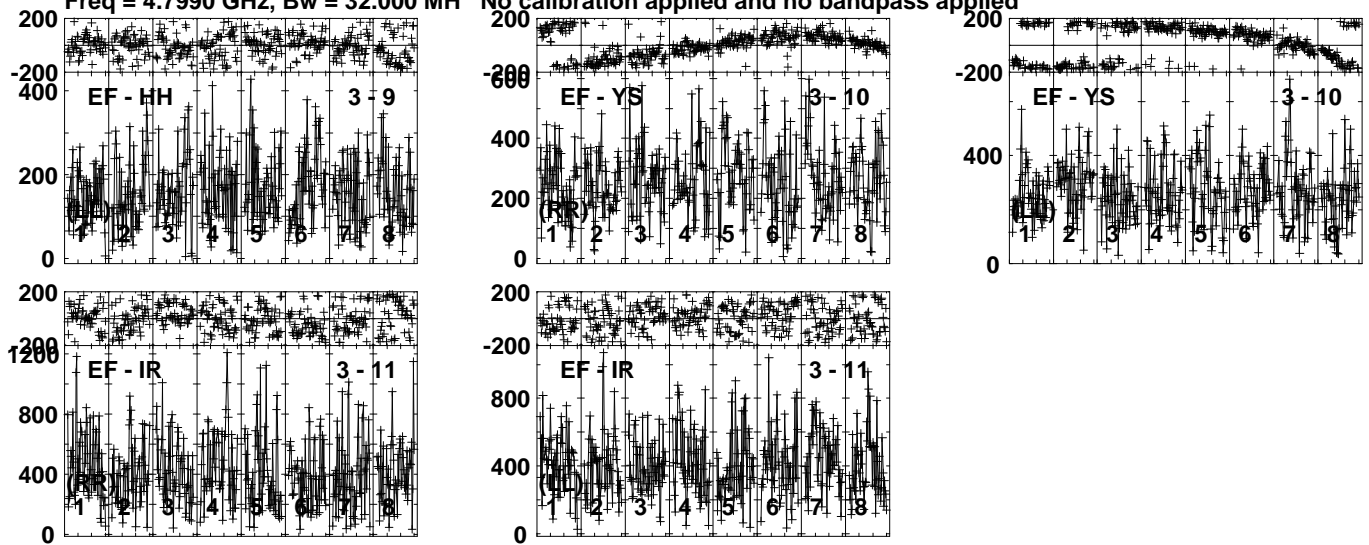 Freq = 4.7990 GHz, Bw = 32.000 MH No calibration applied and no bandpass applied
200
-200
400
200
0
EF - HH 3 - 9
(LL)
1 2 3 4 5 6 7 8
200
-200
600
400
200
0
EF - YS 3 - 10
(RR)
1 2 3 4 5 6 7 8
200
-200
400
0
EF - YS 3 - 10
(LL)
1 2 3 4 5 6 7 8
200
-200
1200
800
400
0
EF - IR 3 - 11
(RR)
1 2 3 4 5 6 7 8
200
-200
800
400
0
EF - IR 3 - 11
(LL)
1 2 3 4 5 6 7 8